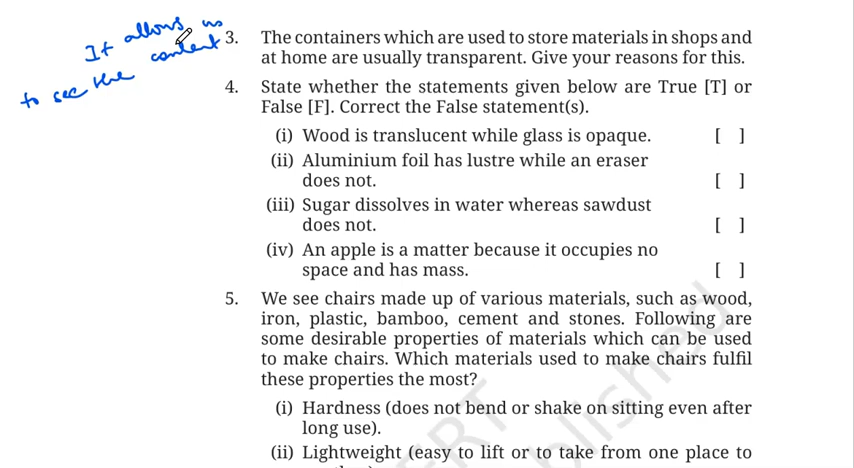 It allows us
to see the content
3. The containers which are used to store materials in shops and
at home are usually transparent. Give your reasons for this.
4. State whether the statements given below are True [T] or
False [F]. Correct the False statement(s).
(i) Wood is translucent while glass is opaque. [ ]
(ii) Aluminium foil has lustre while an eraser
does not. [ ]
(iii) Sugar dissolves in water whereas sawdust
does not. [ ]
(iv) An apple is a matter because it occupies no
space and has mass. [ ]
5. We see chairs made up of various materials, such as wood,
iron, plastic, bamboo, cement and stones. Following are
some desirable properties of materials which can be used
to make chairs. Which materials used to make chairs fulfil
these properties the most?
(i) Hardness (does not bend or shake on sitting even after
long use).
(ii) Lightweight (easy to lift or to take from one place to